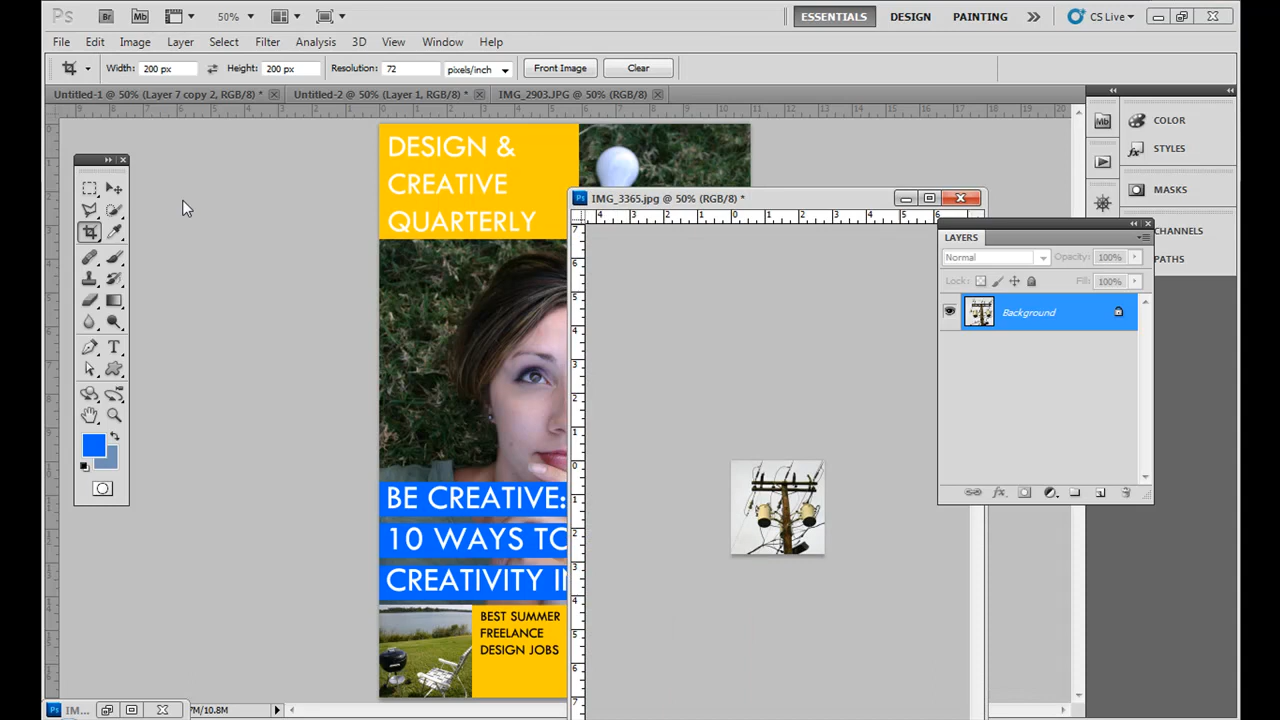 Ps Br Mb 50% ESSENTIALS DESIGN PAINTING CS Live
File Edit Image Layer Select Filter Analysis 3D View Window Help
Width: 200 px Height: 200 px Resolution: 72 pixels/inch Front Image Clear
Untitled-1 @ 50% (Layer 7 copy 2, RGB/8) * Untitled-2 @ 50% (Layer 1, RGB/8) * IMG_2903.JPG @ 50% (RGB/8)
DESIGN &
CREATIVE
QUARTERLY
IMG_3365.jpg @ 50% (RGB/8) *
Mb COLOR
STYLES
MASKS
CHANNELS
PATHS
LAYERS
Normal Opacity: 100%
Lock: Fill: 100%
Background
BE CREATIVE:
10 WAYS TO
CREATIVITY IN
BEST SUMMER
FREELANCE
DESIGN JOBS
Ps IM... M/10.8M